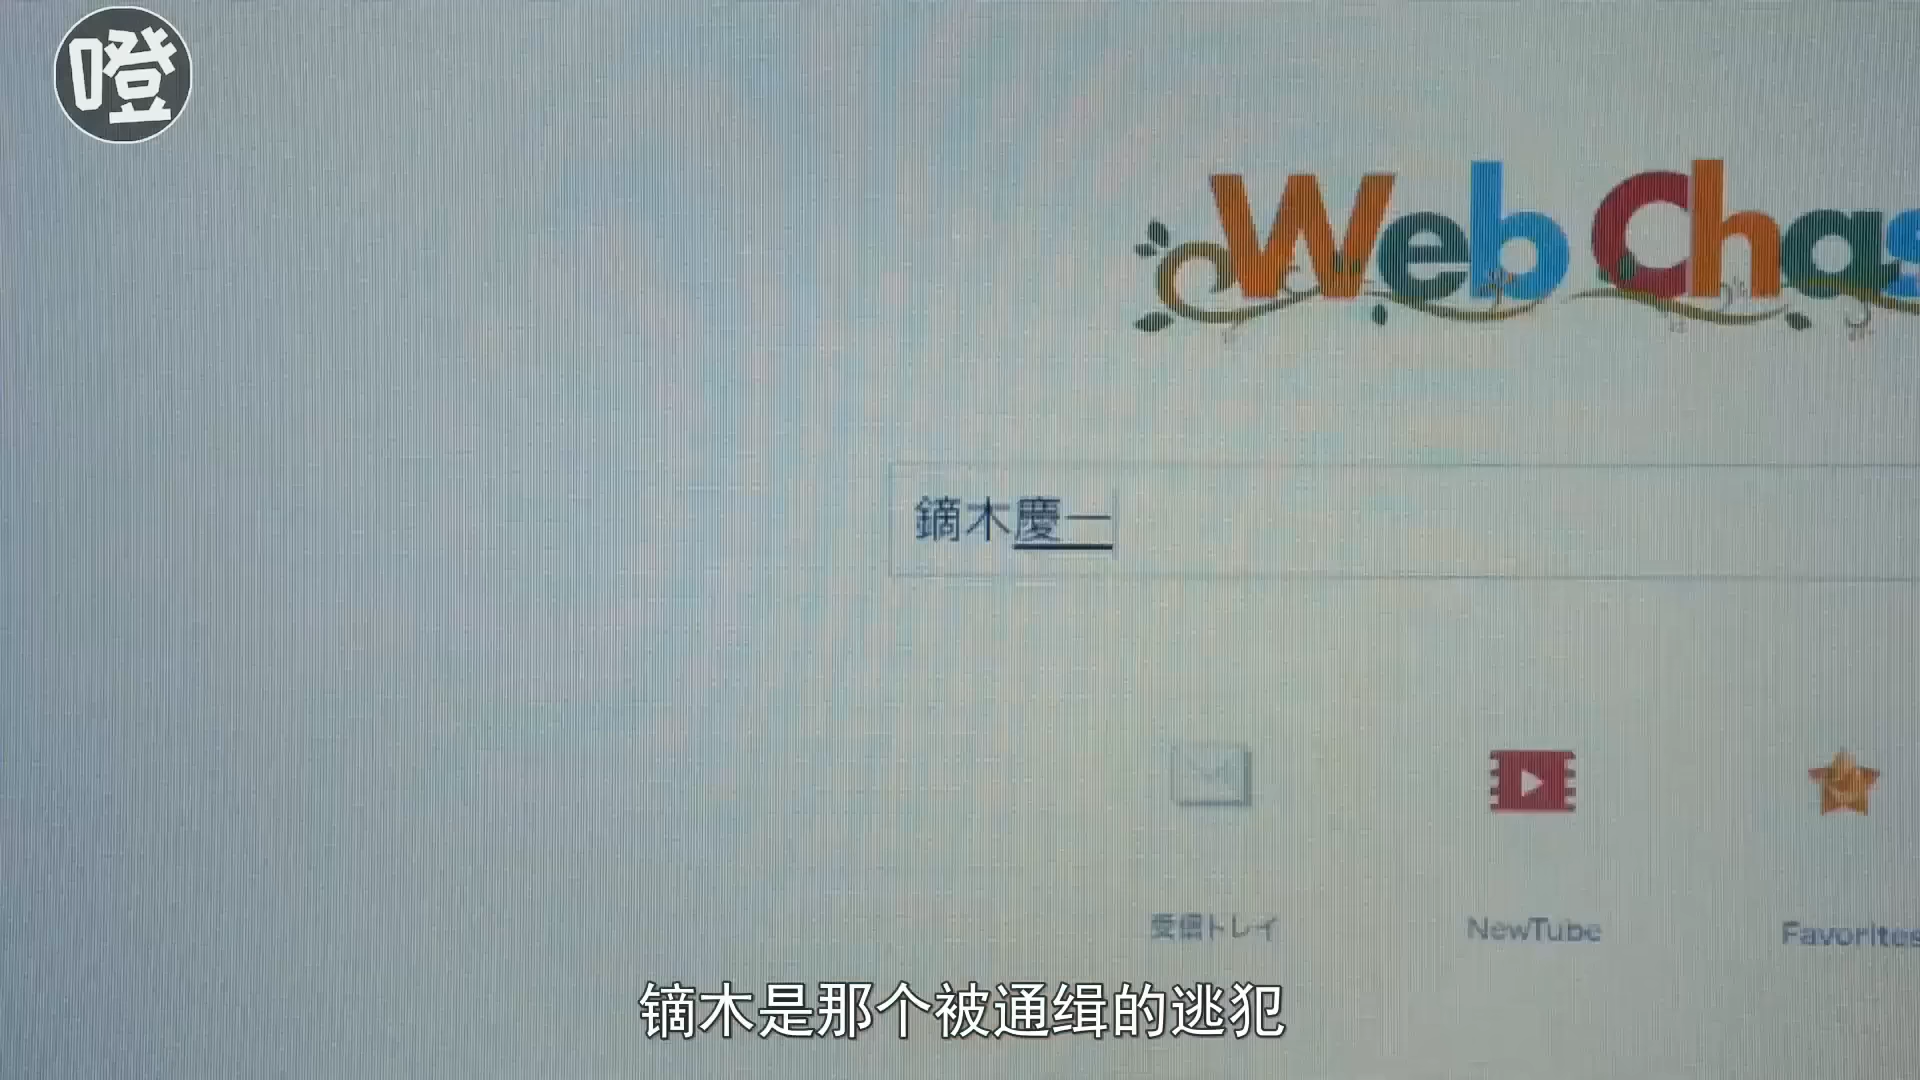 噔
Web Chas
鏑木慶一
受信トレイ
NewTube
Favorites
镝木是那个被通缉的逃犯